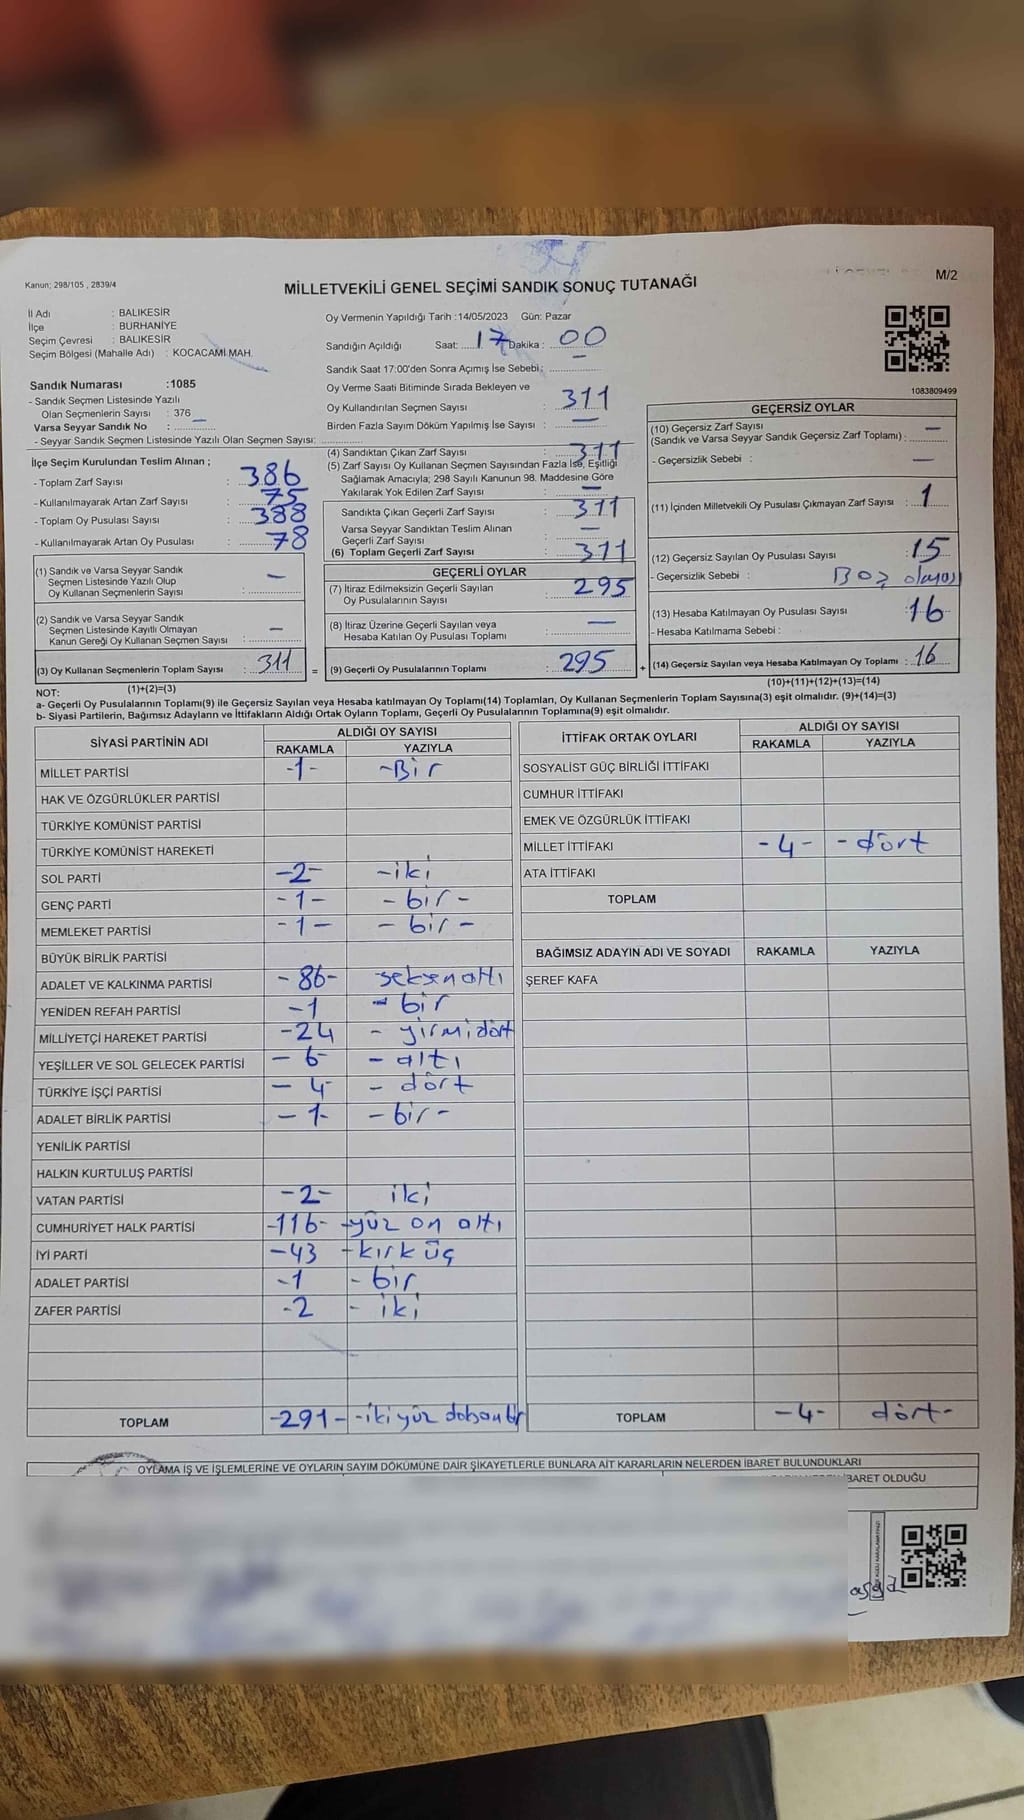 Kanun; 298/105 , 2839/4
M/2
MİLLETVEKİLİ GENEL SEÇİMİ SANDIK SONUÇ TUTANAĞI
İl Adı : BALIKESİR
İlçe : BURHANİYE
Seçim Çevresi : BALIKESİR
Seçim Bölgesi (Mahalle Adı) : KOCACAMİ MAH.
Sandık Numarası :1085
- Sandık Seçmen Listesinde Yazılı
Olan Seçmenlerin Sayısı : 376
Varsa Seyyar Sandık No : —
- Seyyar Sandık Seçmen Listesinde Yazılı Olan Seçmen Sayısı:
Oy Vermenin Yapıldığı Tarih :14/05/2023 Gün: Pazar
Sandığın Açıldığı Saat: 17 Dakika : 00
Sandık Saat 17:00'den Sonra Açımış İse Sebebi : —
Oy Verme Saati Bitiminde Sırada Bekleyen ve
Oy Kullandırılan Seçmen Sayısı : 311
Birden Fazla Sayım Döküm Yapılmış İse Sayısı : —
1083809499
İlçe Seçim Kurulundan Teslim Alınan ;
- Toplam Zarf Sayısı : 386
- Kullanılmayarak Artan Zarf Sayısı : 75
- Toplam Oy Pusulası Sayısı : 388
- Kullanılmayarak Artan Oy Pusulası : 78
(4) Sandıktan Çıkan Zarf Sayısı : 311
(5) Zarf Sayısı Oy Kullanan Seçmen Sayısından Fazla İse, Eşitliği
Sağlamak Amacıyla; 298 Sayılı Kanunun 98. Maddesine Göre
Yakılarak Yok Edilen Zarf Sayısı : —
Sandıkta Çıkan Geçerli Zarf Sayısı : 311
Varsa Seyyar Sandıktan Teslim Alınan
Geçerli Zarf Sayısı : —
(6) Toplam Geçerli Zarf Sayısı : 311
GEÇERSİZ OYLAR
(10) Geçersiz Zarf Sayısı
(Sandık ve Varsa Seyyar Sandık Geçersiz Zarf Toplamı) : —
- Geçersizlik Sebebi : —
(11) İçinden Milletvekili Oy Pusulası Çıkmayan Zarf Sayısı : 1
(12) Geçersiz Sayılan Oy Pusulası Sayısı : 15
- Geçersizlik Sebebi : Boş olması
(13) Hesaba Katılmayan Oy Pusulası Sayısı : 16
- Hesaba Katılmama Sebebi :
(14) Geçersiz Sayılan veya Hesaba Katılmayan Oy Toplamı : 16
(10)+(11)+(12)+(13)=(14)
(1) Sandık ve Varsa Seyyar Sandık
Seçmen Listesinde Yazılı Olup
Oy Kullanan Seçmenlerin Sayısı : —
(2) Sandık ve Varsa Seyyar Sandık
Seçmen Listesinde Kayıtlı Olmayan
Kanun Gereği Oy Kullanan Seçmen Sayısı : —
(3) Oy Kullanan Seçmenlerin Toplam Sayısı : 311 =
(1)+(2)=(3)
GEÇERLİ OYLAR
(7) İtiraz Edilmeksizin Geçerli Sayılan
Oy Pusulalarının Sayısı : 295
(8) İtiraz Üzerine Geçerli Sayılan veya
Hesaba Katılan Oy Pusulası Toplamı : —
(9) Geçerli Oy Pusulalarının Toplamı : 295 +
NOT:
a- Geçerli Oy Pusulalarının Toplamı(9) ile Geçersiz Sayılan veya Hesaba katılmayan Oy Toplamı(14) Toplamları, Oy Kullanan Seçmenlerin Toplam Sayısına(3) eşit olmalıdır. (9)+(14)=(3)
b- Siyasi Partilerin, Bağımsız Adayların ve İttifakların Aldığı Ortak Oyların Toplamı, Geçerli Oy Pusulalarının Toplamına(9) eşit olmalıdır.
SİYASİ PARTİNİN ADI ALDIĞI OY SAYISI
RAKAMLA YAZIYLA
MİLLET PARTİSİ -1- -Bir
HAK VE ÖZGÜRLÜKLER PARTİSİ
TÜRKİYE KOMÜNİST PARTİSİ
TÜRKİYE KOMÜNİST HAREKETİ
SOL PARTİ -2- -iki
GENÇ PARTİ -1- -bir-
MEMLEKET PARTİSİ -1- -bir-
BÜYÜK BİRLİK PARTİSİ
ADALET VE KALKINMA PARTİSİ -86- seksenaltı
YENİDEN REFAH PARTİSİ -1 -bir
MİLLİYETÇİ HAREKET PARTİSİ -24 -yirmidört
YEŞİLLER VE SOL GELECEK PARTİSİ -6- -altı
TÜRKİYE İŞÇİ PARTİSİ -4- -dört
ADALET BİRLİK PARTİSİ -1- -bir-
YENİLİK PARTİSİ
HALKIN KURTULUŞ PARTİSİ
VATAN PARTİSİ -2- iki
CUMHURİYET HALK PARTİSİ -116- -yüz on altı
İYİ PARTİ -43 -kırk üç
ADALET PARTİSİ -1 -bir
ZAFER PARTİSİ -2 -iki
TOPLAM -291- -ikiyüz doksanbir
İTTİFAK ORTAK OYLARI ALDIĞI OY SAYISI
RAKAMLA YAZIYLA
SOSYALİST GÜÇ BİRLİĞİ İTTİFAKI
CUMHUR İTTİFAKI
EMEK VE ÖZGÜRLÜK İTTİFAKI
MİLLET İTTİFAKI -4- -dört
ATA İTTİFAKI
TOPLAM
BAĞIMSIZ ADAYIN ADI VE SOYADI RAKAMLA YAZIYLA
ŞEREF KAFA
TOPLAM -4- dört-
OYLAMA İŞ VE İŞLEMLERİNE VE OYLARIN SAYIM DÖKÜMÜNE DAİR ŞİKAYETLERLE BUNLARA AİT KARARLARIN NELERDEN İBARET BULUNDUKLARI
İBARET OLDUĞU